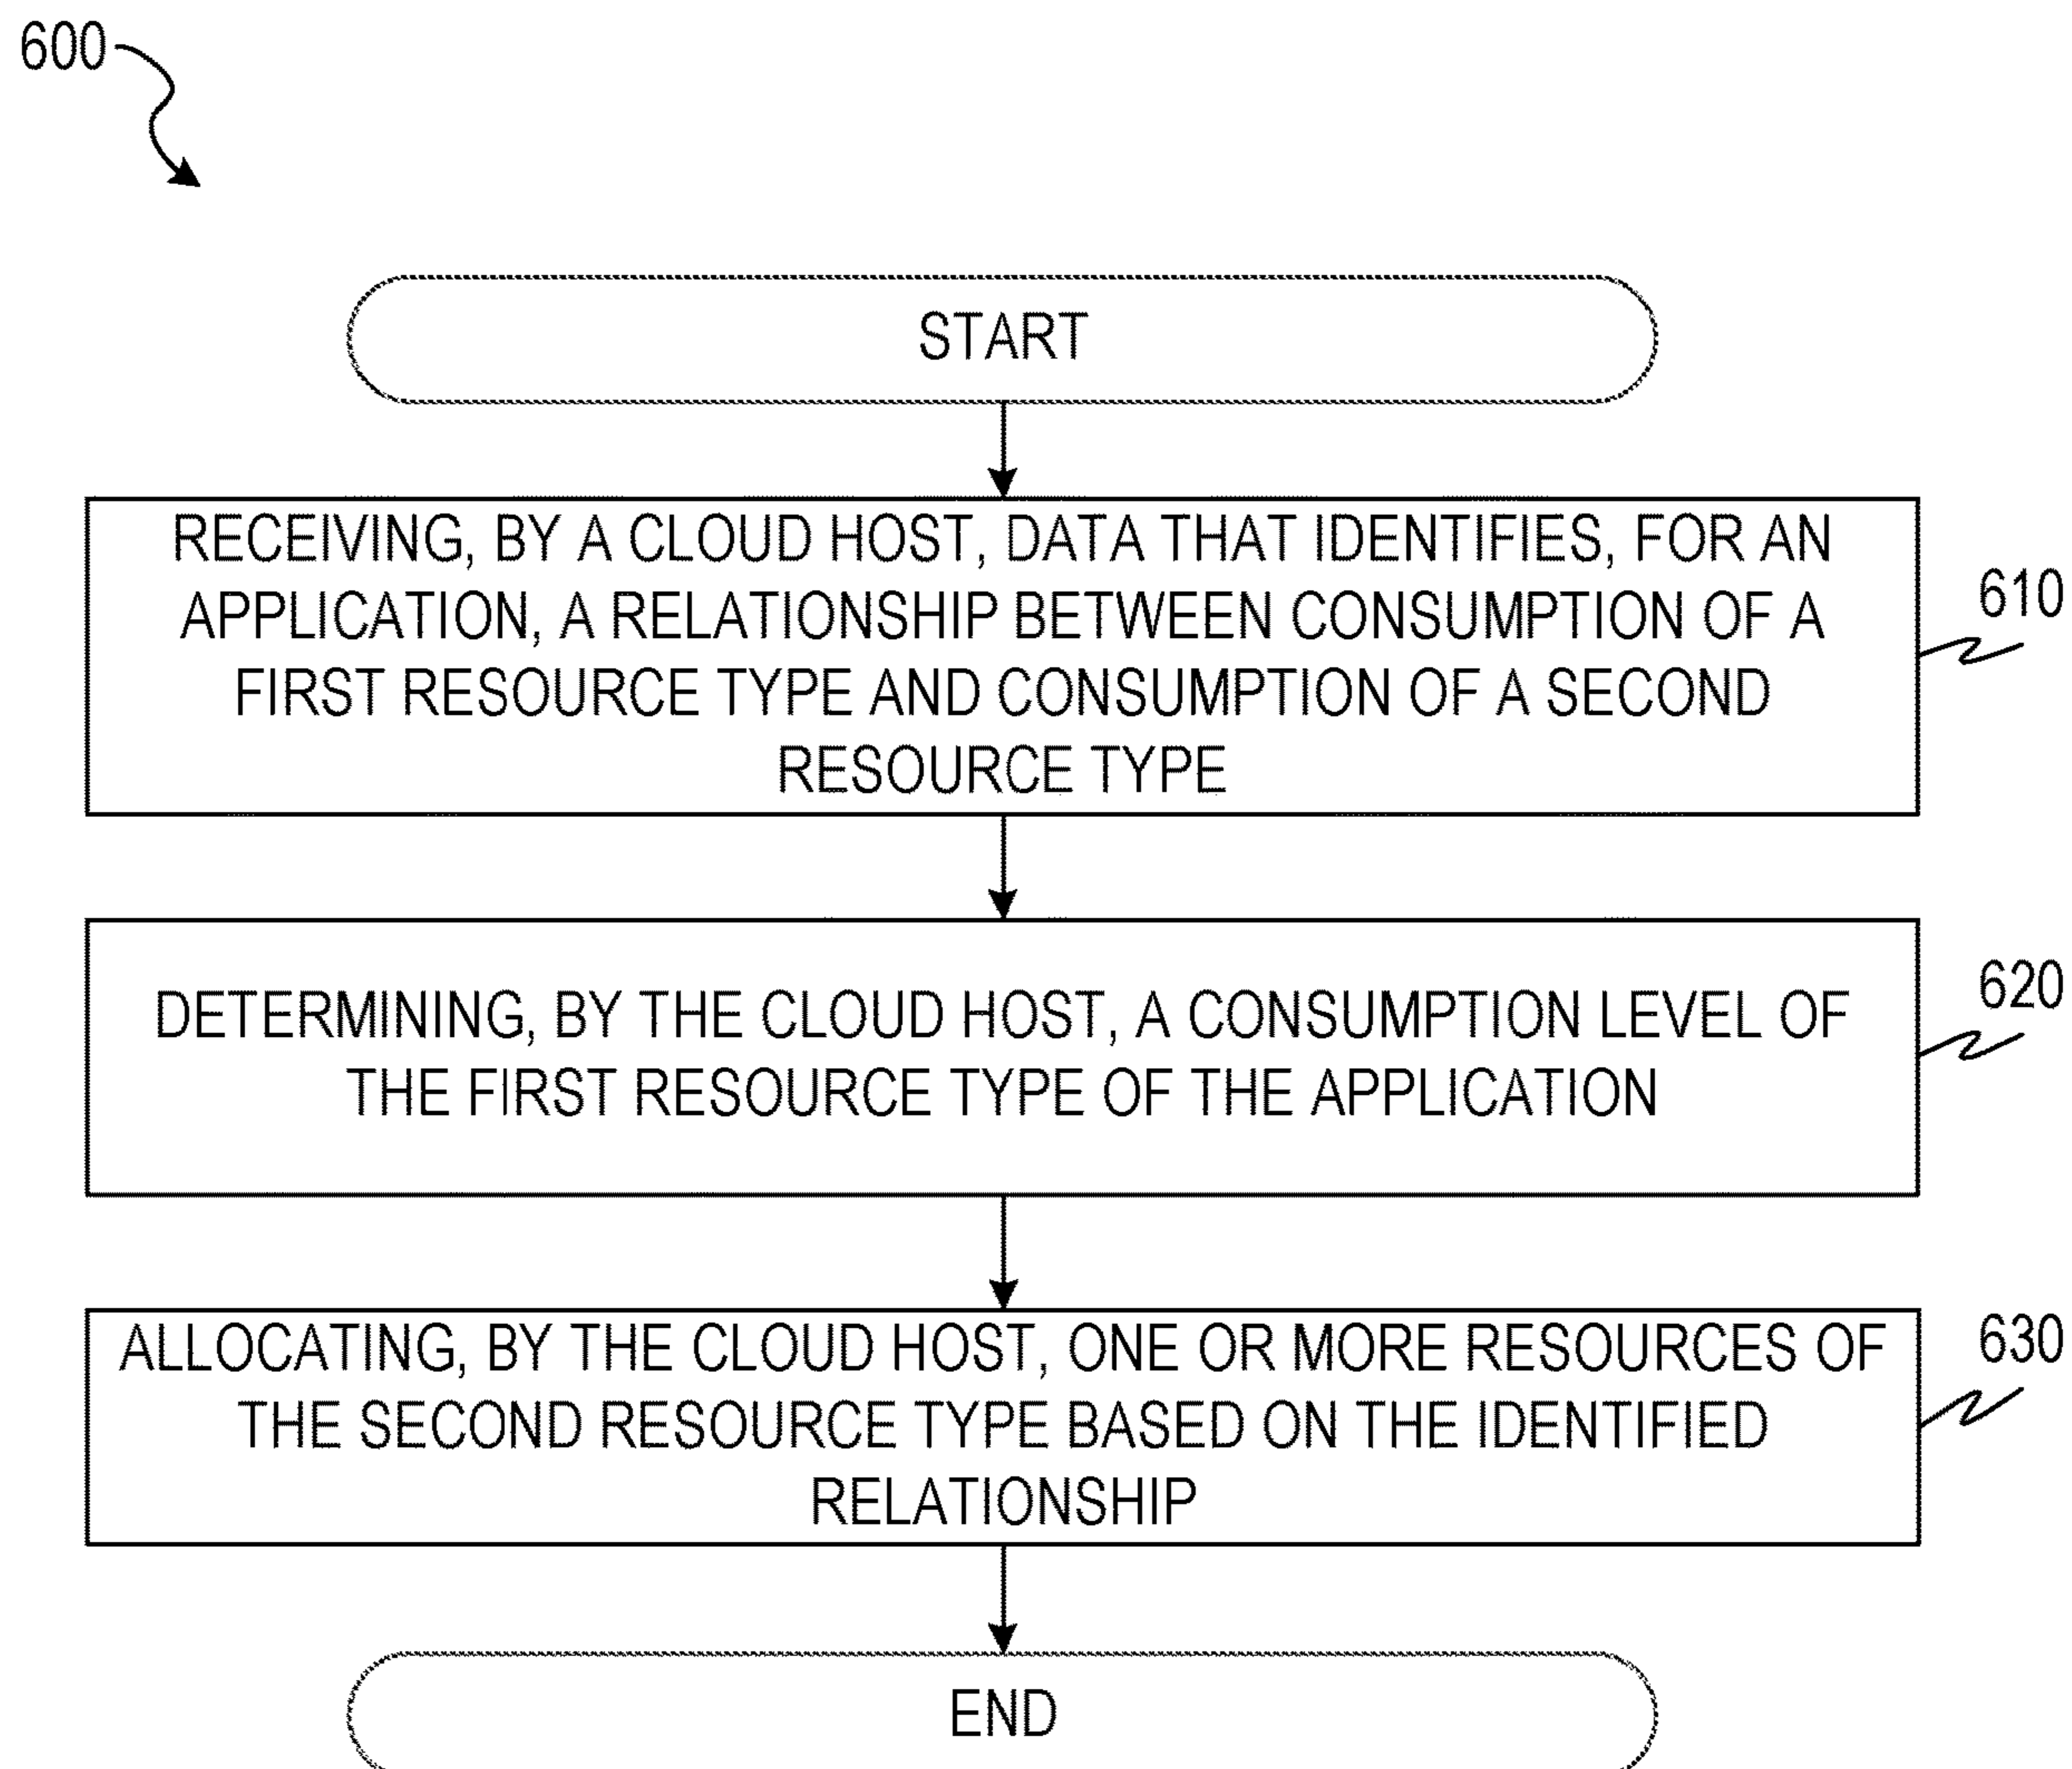 600
START
RECEIVING, BY A CLOUD HOST, DATA THAT IDENTIFIES, FOR AN
APPLICATION, A RELATIONSHIP BETWEEN CONSUMPTION OF A
FIRST RESOURCE TYPE AND CONSUMPTION OF A SECOND
RESOURCE TYPE
610
DETERMINING, BY THE CLOUD HOST, A CONSUMPTION LEVEL OF
THE FIRST RESOURCE TYPE OF THE APPLICATION
620
ALLOCATING, BY THE CLOUD HOST, ONE OR MORE RESOURCES OF
THE SECOND RESOURCE TYPE BASED ON THE IDENTIFIED
RELATIONSHIP
630
END